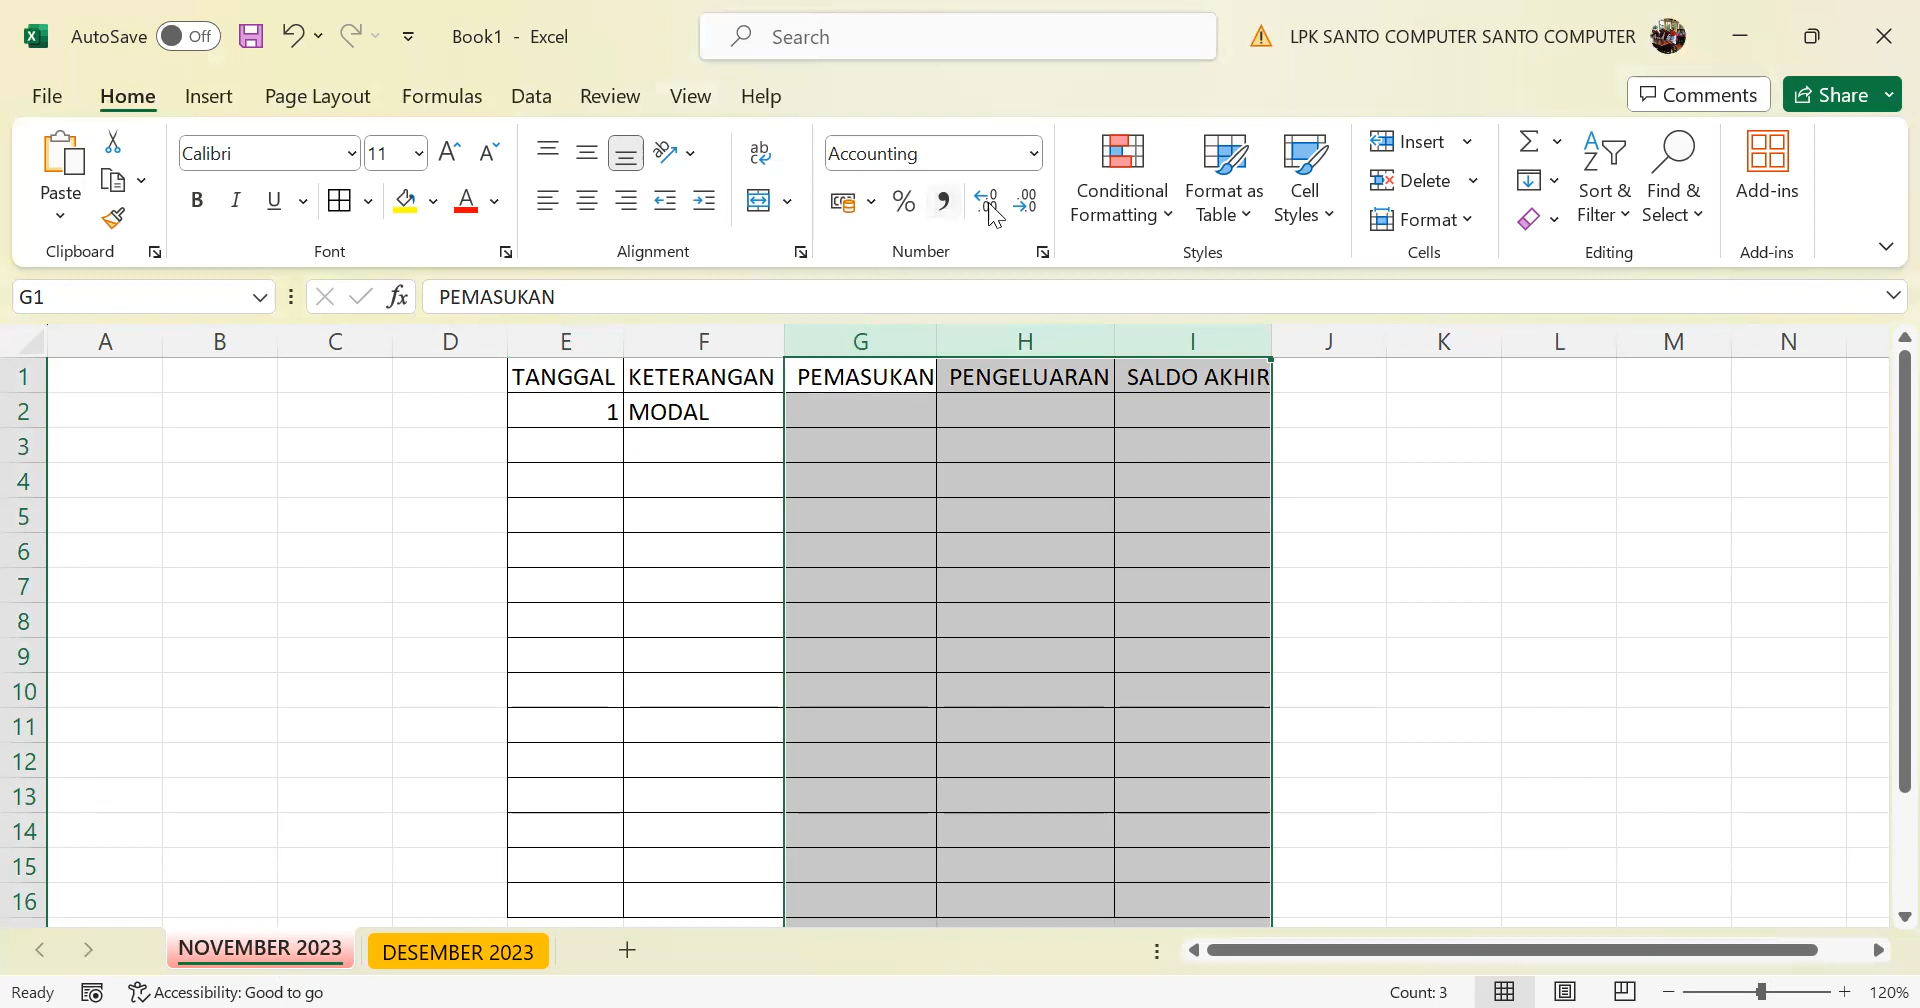 AutoSave Off Book1 - Excel Search LPK SANTO COMPUTER SANTO COMPUTER
File Home Insert Page Layout Formulas Data Review View Help Comments Share
Paste
Clipboard
Calibri 11
B I U A
Font
ab
Alignment
Accounting
%
Number
Conditional Formatting
Format as Table
Cell Styles
Styles
Insert
Delete
Format
Cells
Sort & Filter
Find & Select
Editing
Add-ins
Add-ins
G1 fx PEMASUKAN
A B C D E F G H I J K L M N
1 TANGGAL KETERANGAN PEMASUKAN PENGELUARAN SALDO AKHIR
2 1 MODAL
3
4
5
6
7
8
9
10
11
12
13
14
15
16
NOVEMBER 2023 DESEMBER 2023 +
Ready Accessibility: Good to go Count: 3 120%